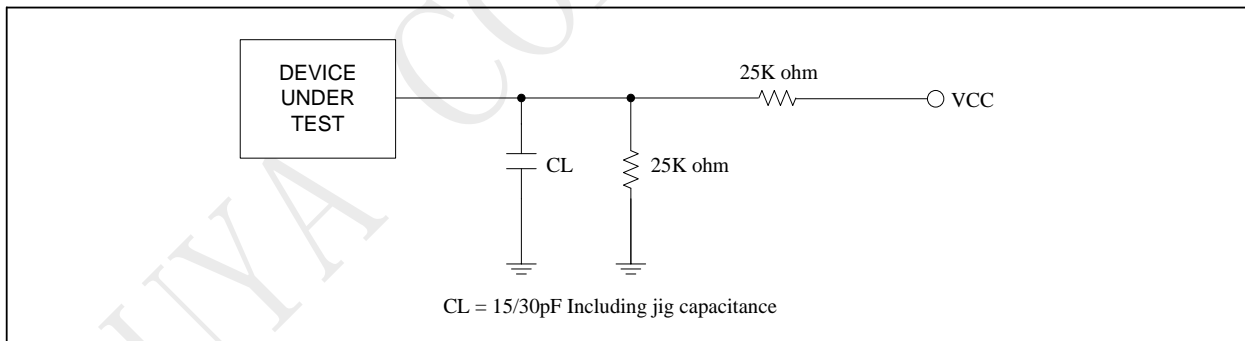 DEVICE
UNDER
TEST
25K ohm
VCC
CL
25K ohm
CL = 15/30pF Including jig capacitance